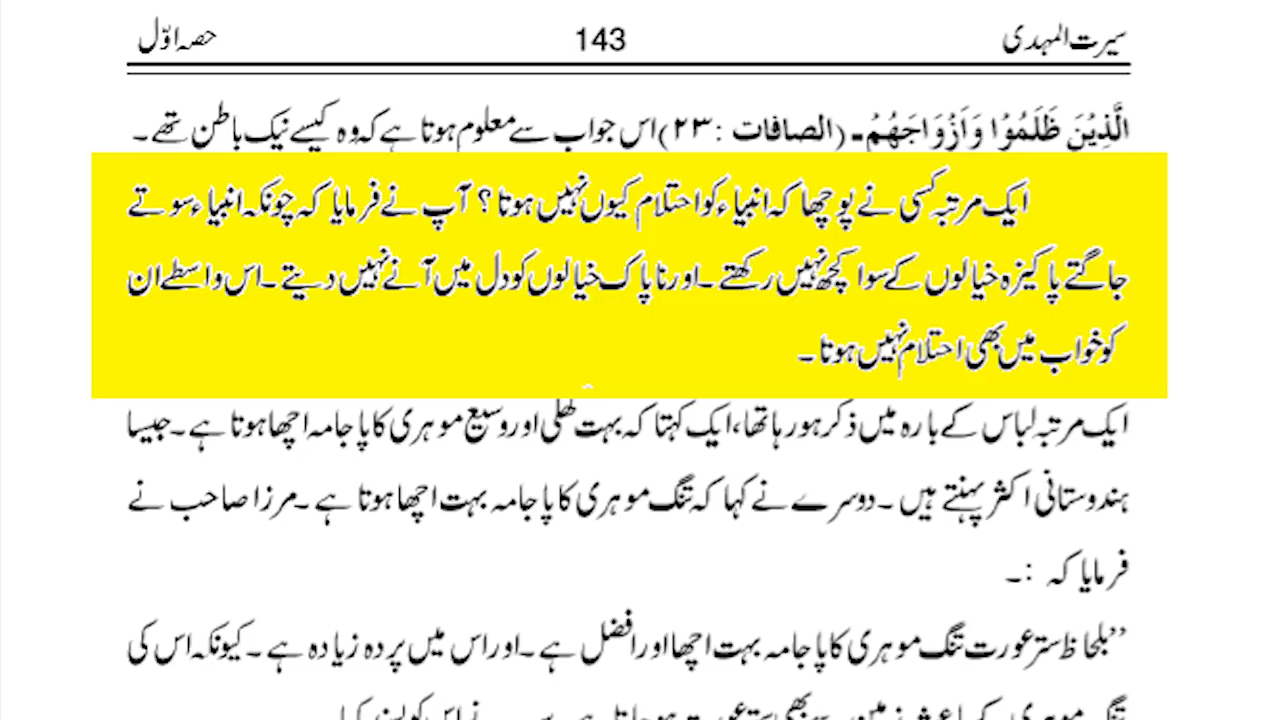 سیرت المہدی 143 حصہ اوّل
الَّذِیْنَ ظَلَمُوْا وَاَزْوَاجَهُمْ۔ (الصافات : ۲۳) اس جواب سے معلوم ہوتا ہے کہ وہ کیسے نیک باطن تھے۔
ایک مرتبہ کسی نے پوچھا کہ انبیاء کو احتلام کیوں نہیں ہوتا؟ آپ نے فرمایا کہ چونکہ انبیاء سوتے
جاگتے پاکیزہ خیالوں کے سوا کچھ نہیں رکھتے۔ اور ناپاک خیالوں کو دل میں آنے نہیں دیتے۔ اس واسطے ان
کو خواب میں بھی احتلام نہیں ہوتا۔
ایک مرتبہ لباس کے بارہ میں ذکر ہو رہا تھا، ایک کہتا کہ بہت کھلی اور وسیع موہری کا پاجامہ اچھا ہوتا ہے۔ جیسا
ہندوستانی اکثر پہنتے ہیں۔ دوسرے نے کہا کہ تنگ موہری کا پاجامہ بہت اچھا ہوتا ہے۔ مرزا صاحب نے
فرمایا کہ :۔
”بلحاظ ستر عورت تنگ موہری کا پاجامہ بہت اچھا اور افضل ہے۔ اور اس میں پردہ زیادہ ہے۔ کیونکہ اس کی